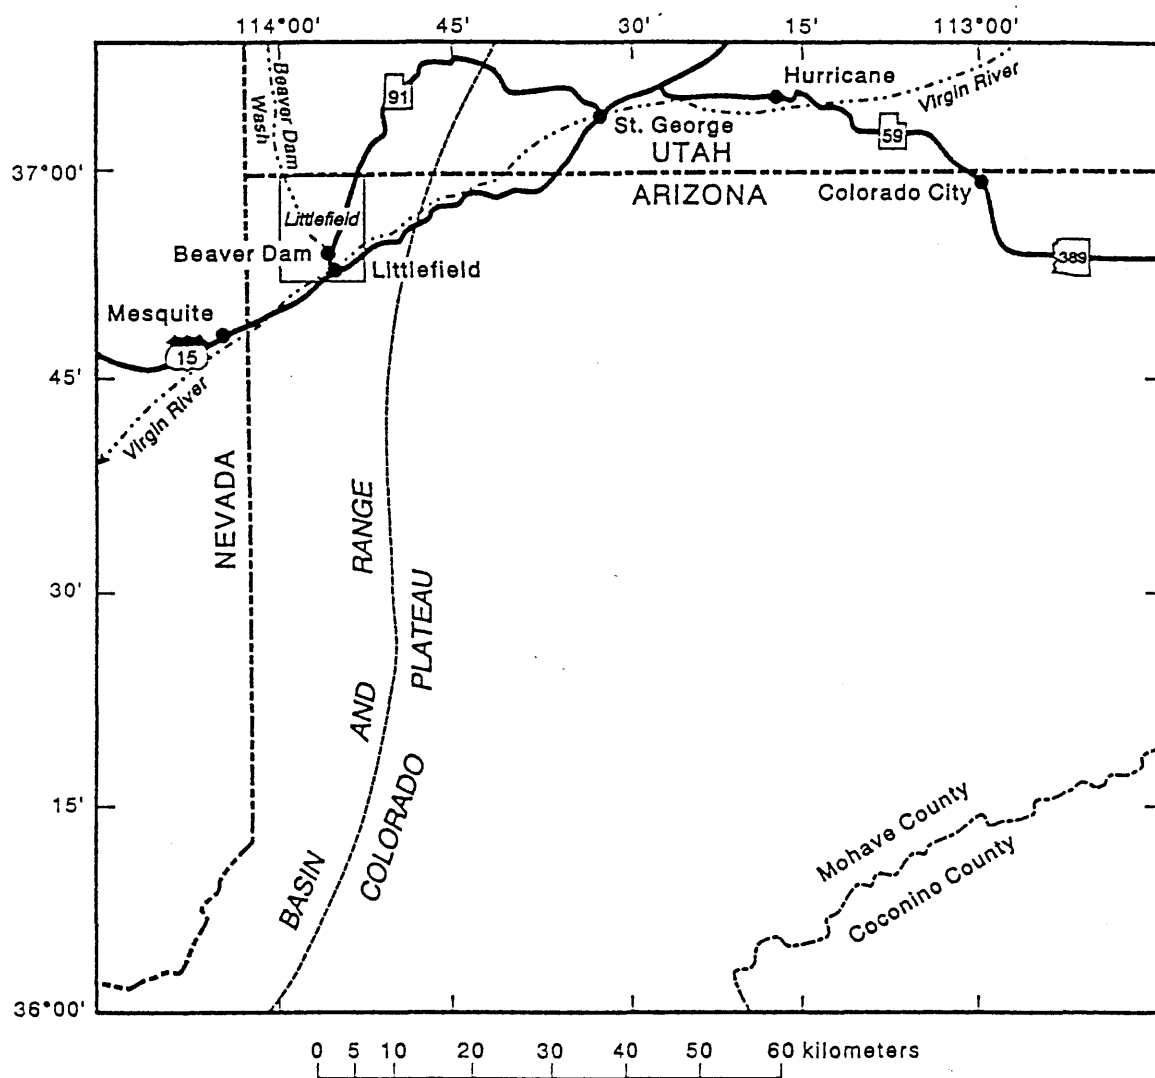 114°00' 45' 30' 15' 113°00'
Hurricane
Virgin River
Beaver Dam
Wash
91
St. George
59
UTAH
37°00'
ARIZONA
Colorado City
Littlefield
Beaver Dam
Littlefield
389
Mesquite
15
45'
Virgin River
NEVADA
BASIN AND RANGE
COLORADO PLATEAU
30'
15'
Mohave County
Coconino County
36°00'
0 5 10 20 30 40 50 60 kilometers